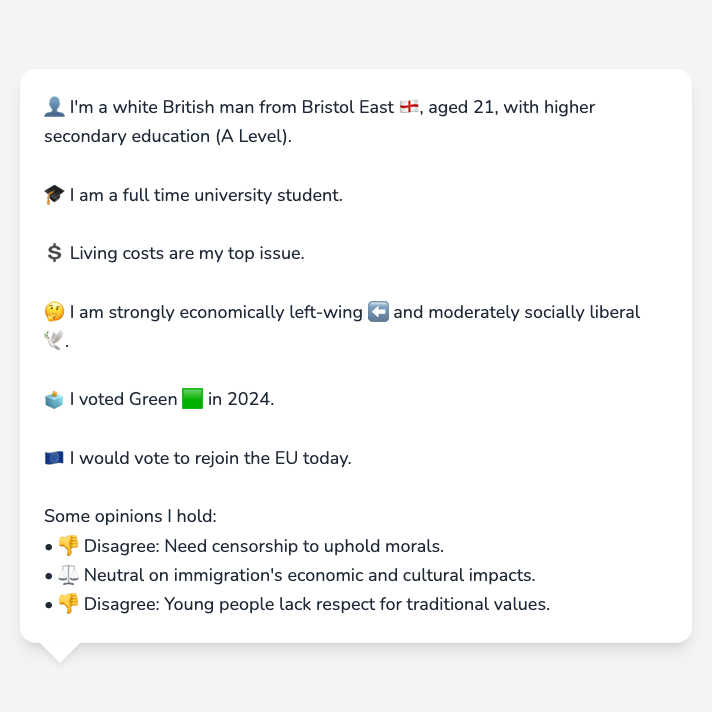 👤 I'm a white British man from Bristol East 🏴󠁧󠁢󠁥󠁮󠁧󠁿, aged 21, with higher
secondary education (A Level).
🎓 I am a full time university student.
💲 Living costs are my top issue.
🤔 I am strongly economically left-wing ⬅️ and moderately socially liberal
🕊️.
🗳️ I voted Green 🟩 in 2024.
🇪🇺 I would vote to rejoin the EU today.
Some opinions I hold:
• 👎 Disagree: Need censorship to uphold morals.
• ⚖️ Neutral on immigration's economic and cultural impacts.
• 👎 Disagree: Young people lack respect for traditional values.